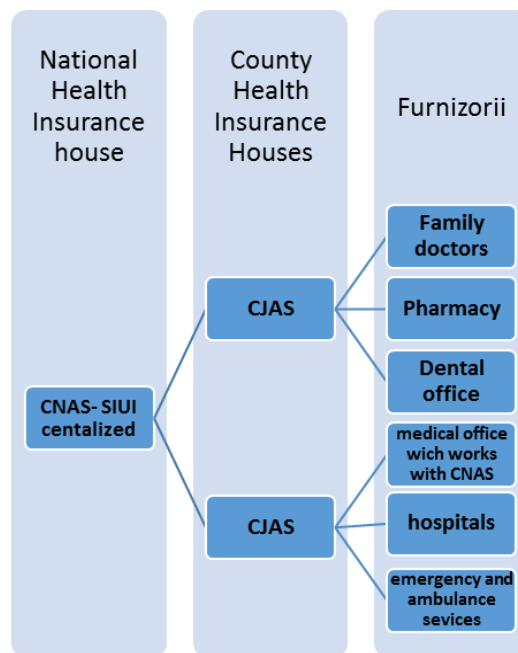 National
Health
Insurance
house
County
Health
Insurance
Houses
Furnizorii
CNAS- SIUI
centalized
CJAS
CJAS
Family
doctors
Pharmacy
Dental
office
medical office
wich works
with CNAS
hospitals
emergency and
ambulance
sevices